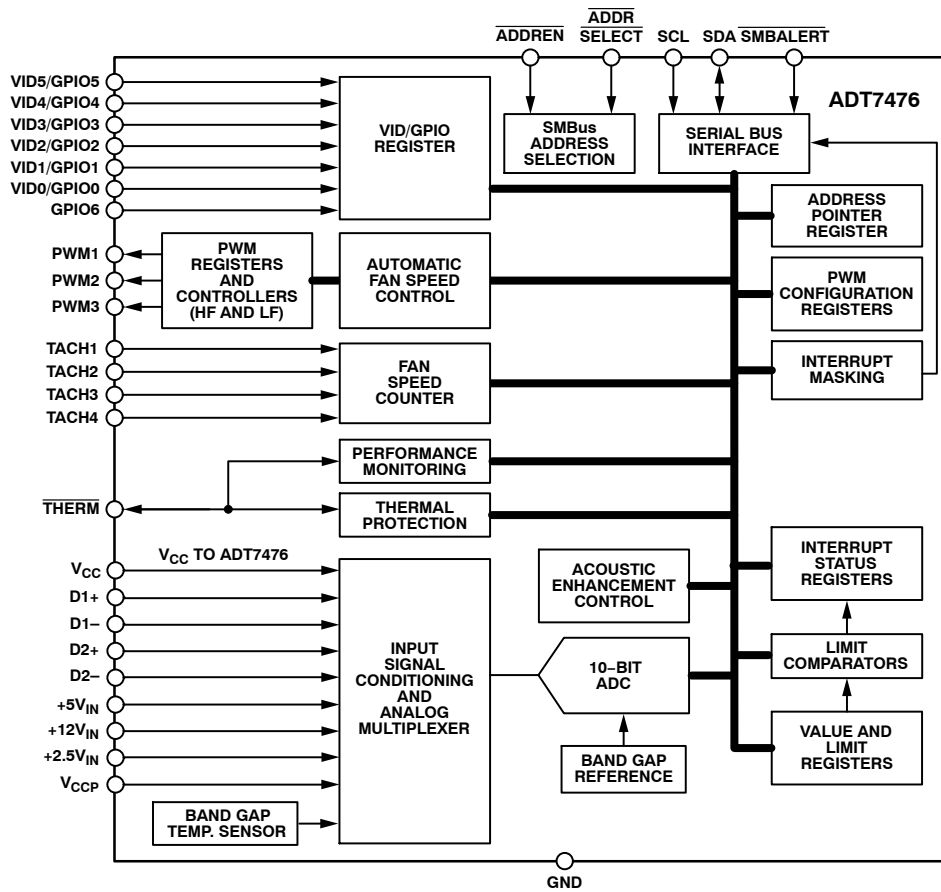 ADDREN
ADDR
SELECT
SCL
SDA
SMBALERT
ADT7476
VID5/GPIO5
VID4/GPIO4
VID3/GPIO3
VID2/GPIO2
VID1/GPIO1
VID0/GPIO0
GPIO6
VID/GPIO
REGISTER
SMBus
ADDRESS
SELECTION
SERIAL BUS
INTERFACE
ADDRESS
POINTER
REGISTER
PWM1
PWM2
PWM3
PWM
REGISTERS
AND
CONTROLLERS
(HF AND LF)
AUTOMATIC
FAN SPEED
CONTROL
PWM
CONFIGURATION
REGISTERS
TACH1
TACH2
TACH3
TACH4
FAN
SPEED
COUNTER
INTERRUPT
MASKING
PERFORMANCE
MONITORING
THERM
THERMAL
PROTECTION
VCC
VCC TO ADT7476
D1+
D1–
D2+
D2–
+5VIN
+12VIN
+2.5VIN
VCCP
INPUT
SIGNAL
CONDITIONING
AND
ANALOG
MULTIPLEXER
BAND GAP
TEMP. SENSOR
ACOUSTIC
ENHANCEMENT
CONTROL
10–BIT
ADC
BAND GAP
REFERENCE
INTERRUPT
STATUS
REGISTERS
LIMIT
COMPARATORS
VALUE AND
LIMIT
REGISTERS
GND